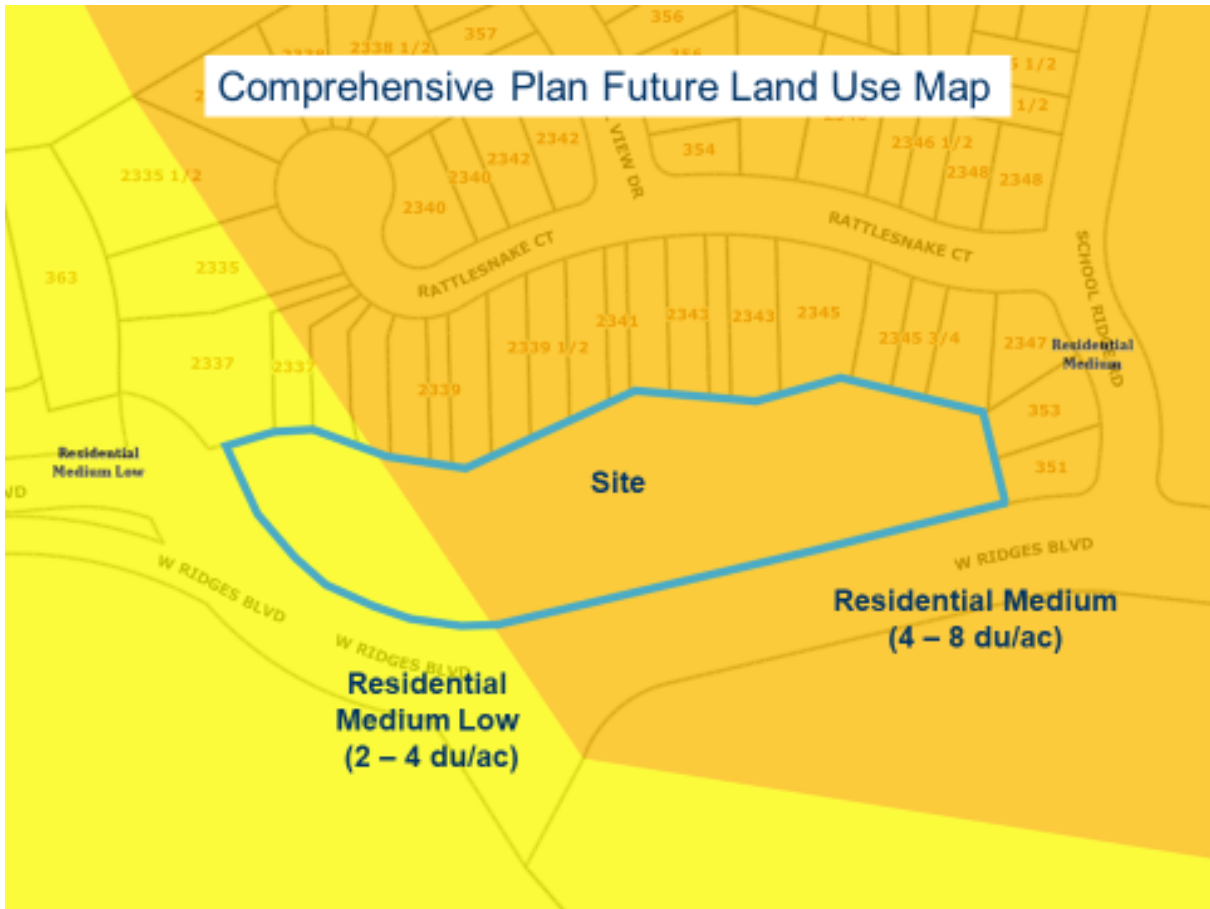 356
357
2338 1/2
Comprehensive Plan Future Land Use Map
354
2342
2342
2346 1/2
2335 1/2
2340
2348
2348
2340
VIEW DR
RATTLESNAKE CT
RATTLESNAKE CT
363
2335
SCHOOL RIDGE RD
2341
2343
2343
2345
2339 1/2
2345 3/4
2347
Residential
Medium
2337
2337
2339
353
Residential
Medium Low
351
Site
W RIDGES BLVD
W RIDGES BLVD
Residential Medium
(4 – 8 du/ac)
W RIDGES BLVD
Residential
Medium Low
(2 – 4 du/ac)